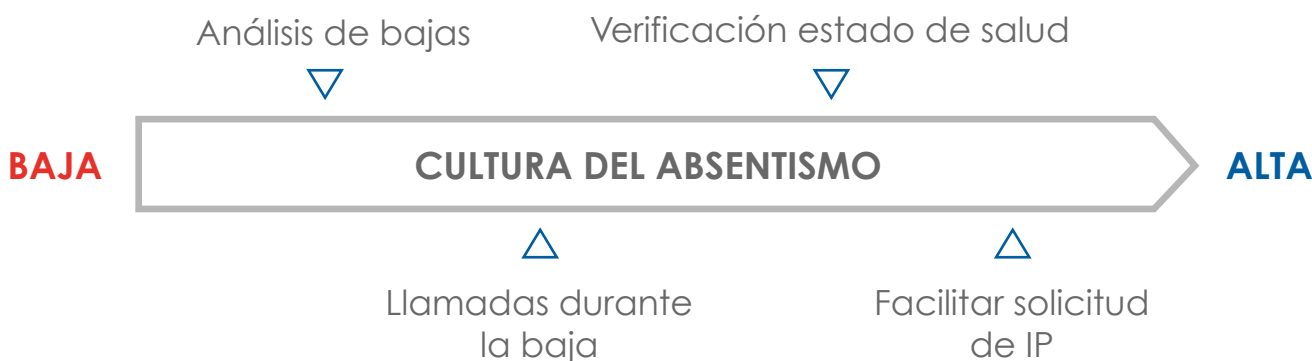 Análisis de bajas
Verificación estado de salud
BAJA
CULTURA DEL ABSENTISMO
ALTA
Llamadas durante
la baja
Facilitar solicitud
de IP